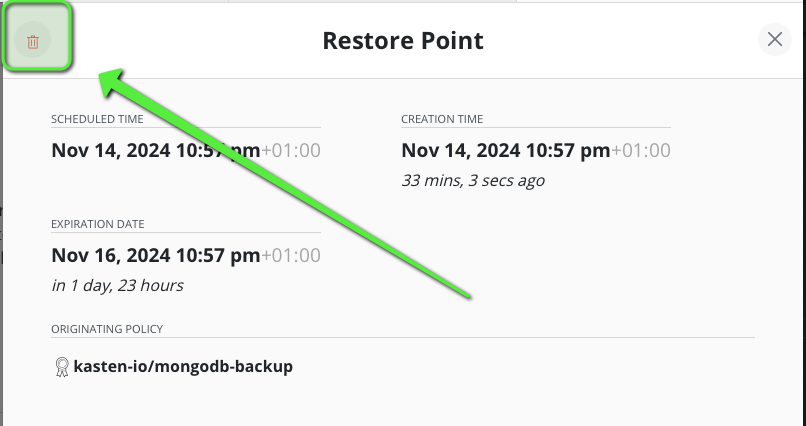 Restore Point
SCHEDULED TIME
Nov 14, 2024 10:57 pm+01:00
CREATION TIME
Nov 14, 2024 10:57 pm+01:00
33 mins, 3 secs ago
EXPIRATION DATE
Nov 16, 2024 10:57 pm+01:00
in 1 day, 23 hours
ORIGINATING POLICY
kasten-io/mongodb-backup